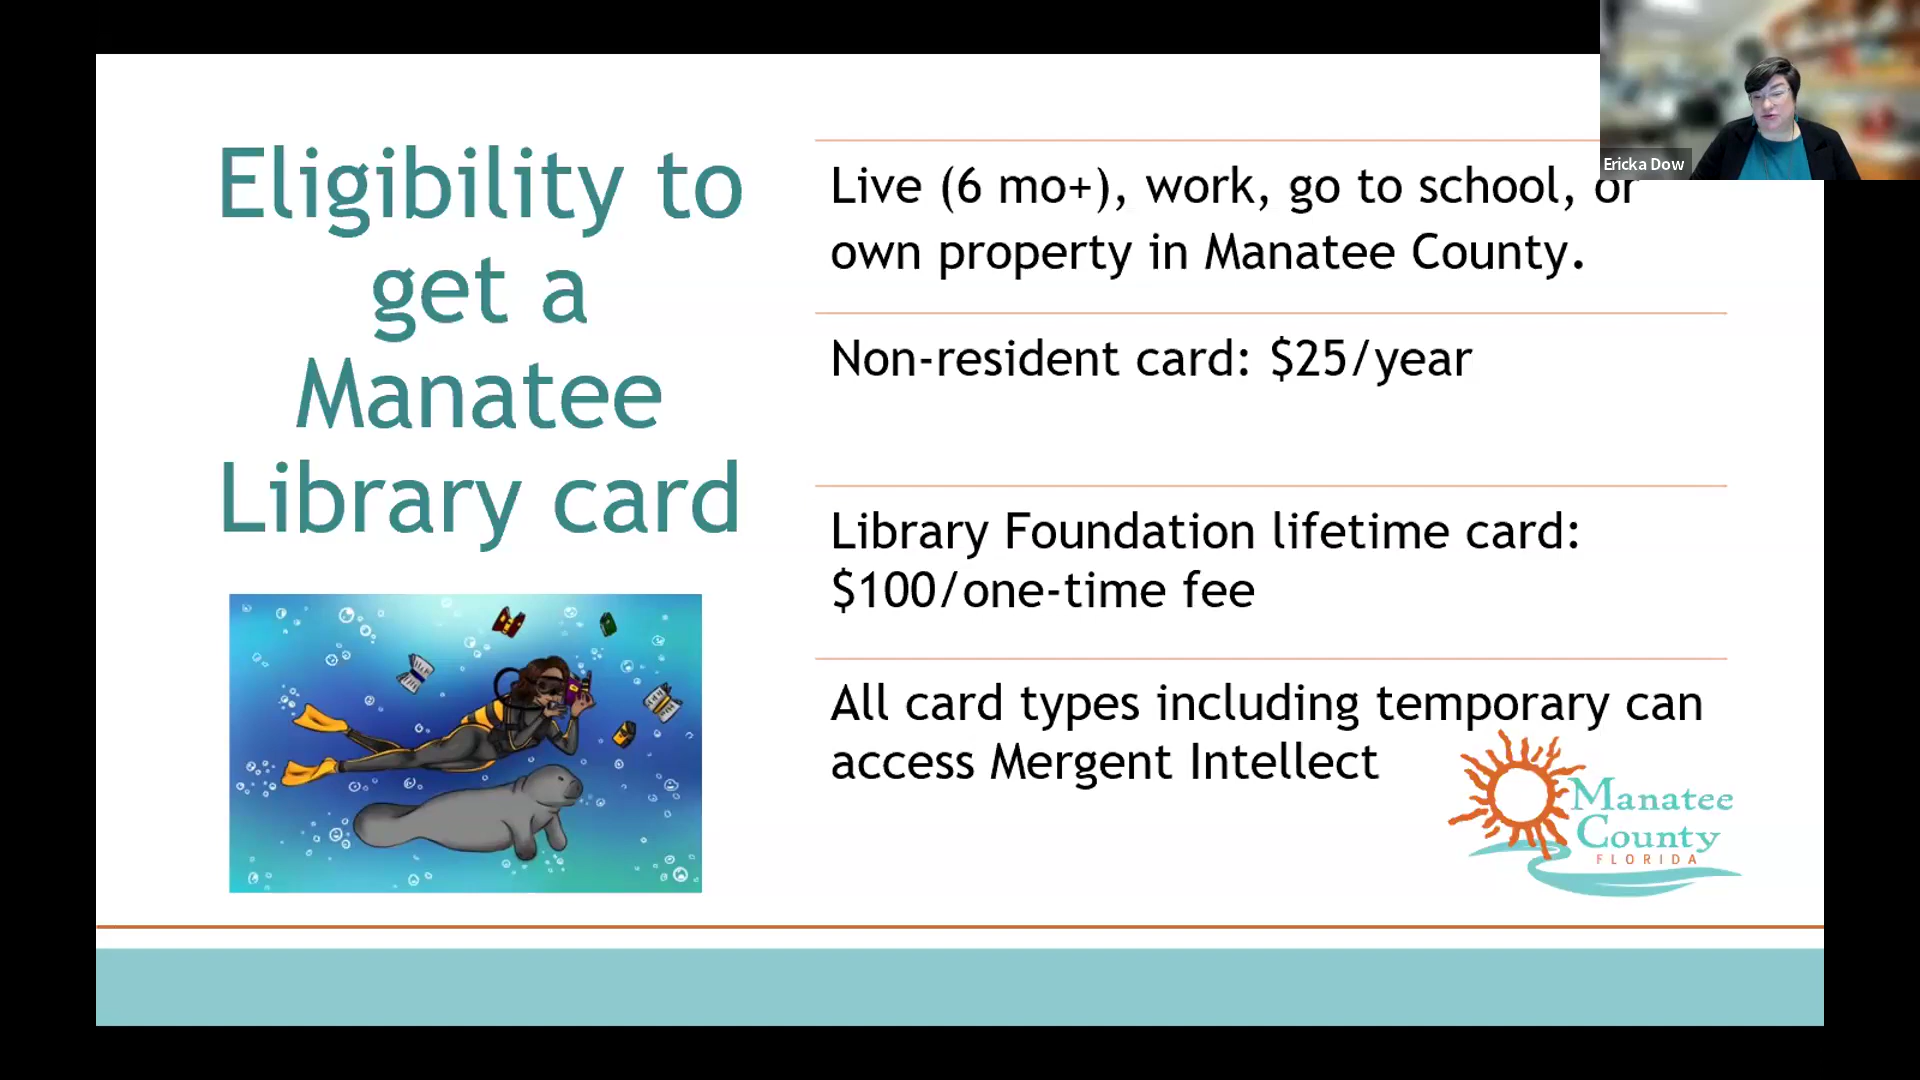 Eligibility to
get a
Manatee
Library card
Live (6 mo+), work, go to school, or
own property in Manatee County.
Non-resident card: $25/year
Library Foundation lifetime card:
$100/one-time fee
All card types including temporary can
access Mergent Intellect
Manatee
County
FLORIDA
Ericka Dow